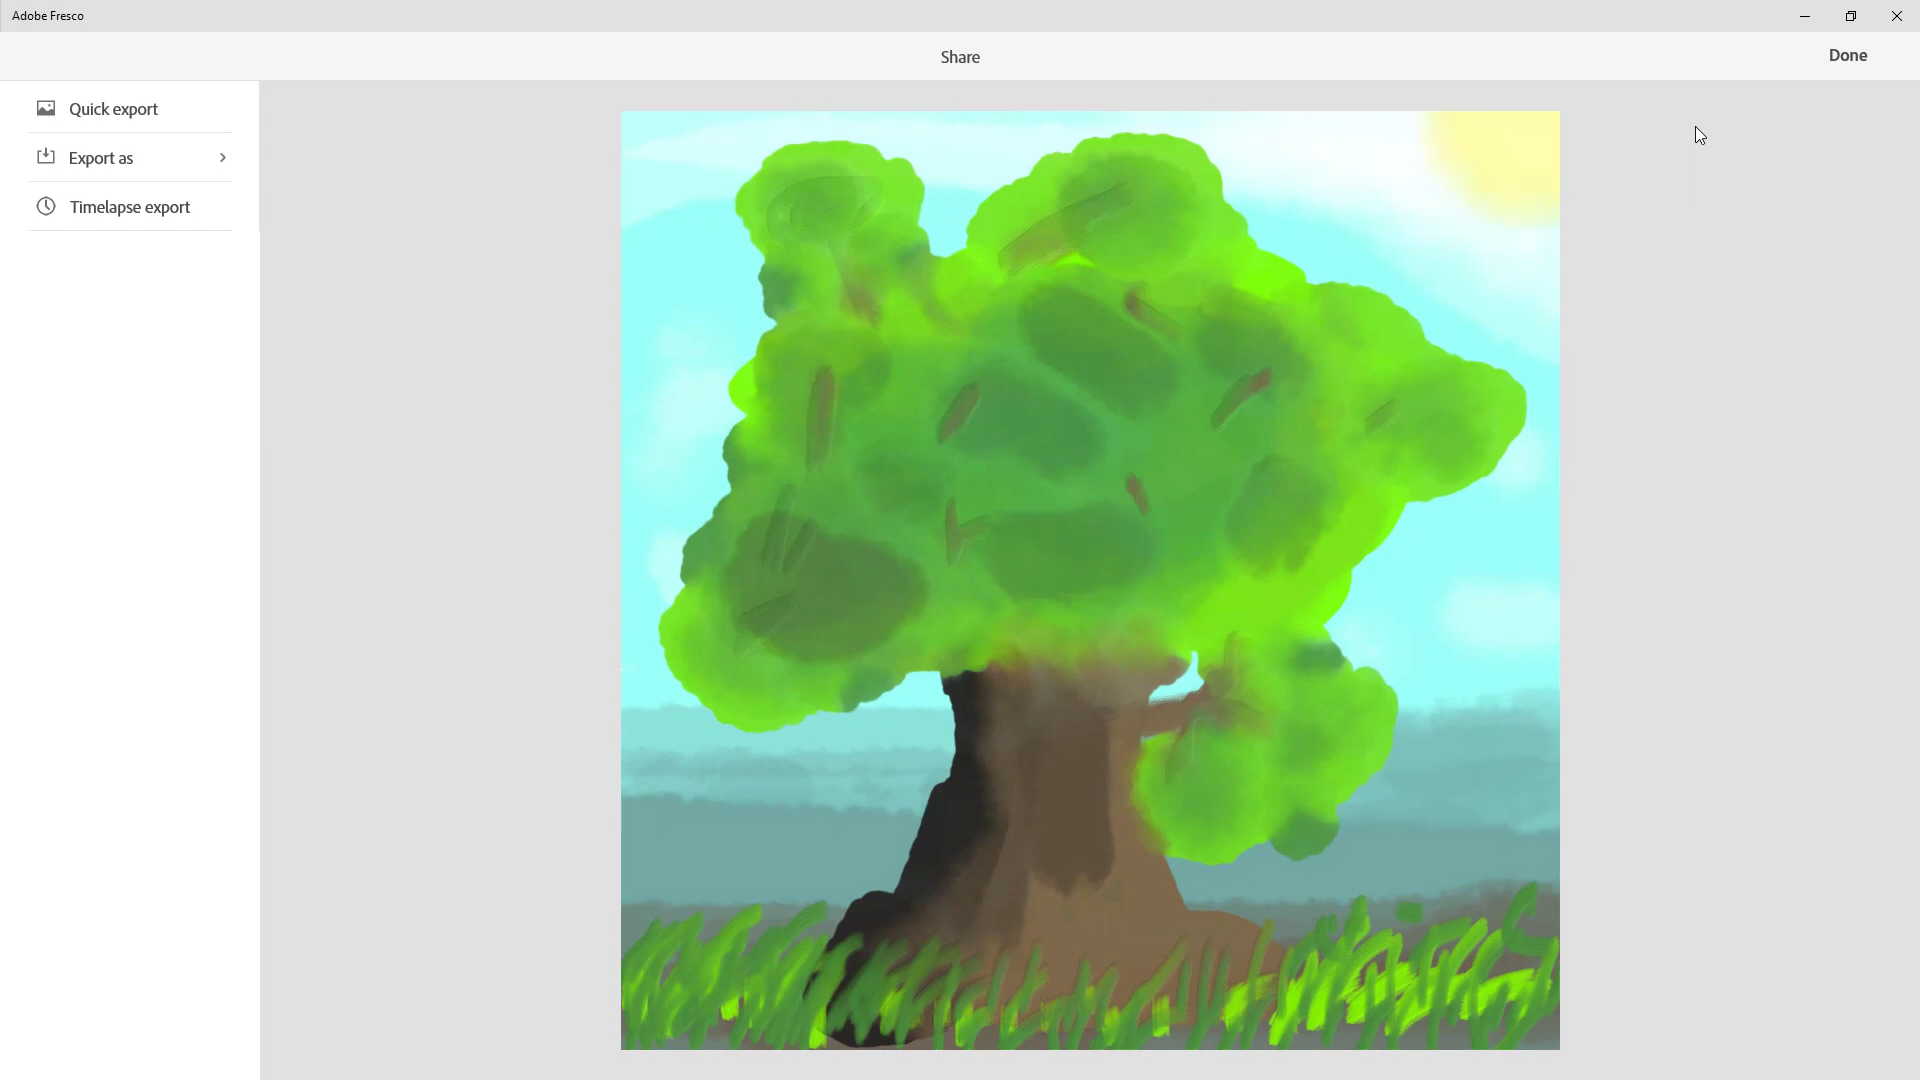 Adobe Fresco
Share
Done
Quick export
Export as
Timelapse export